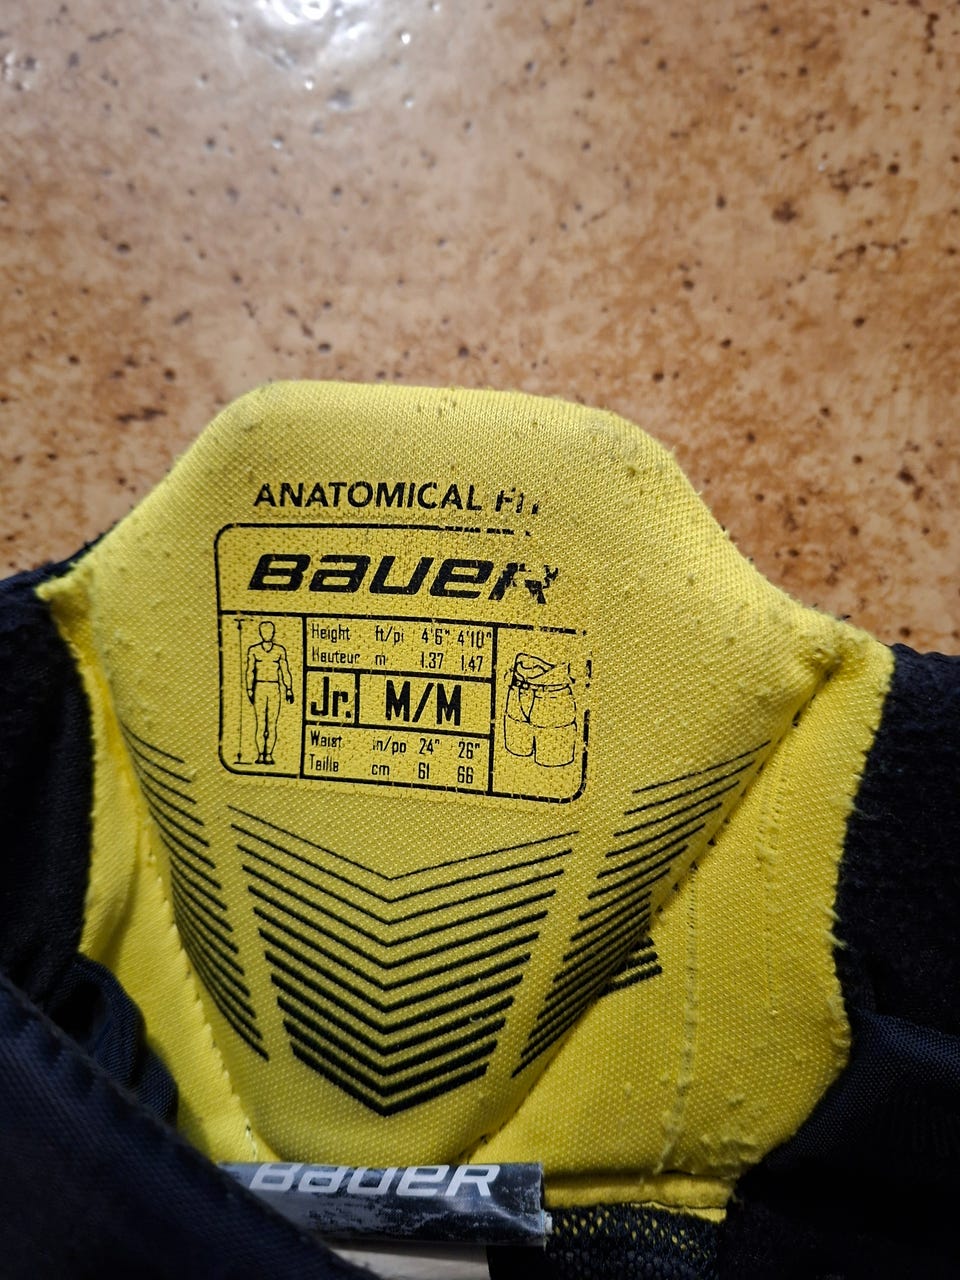 ANATOMICAL FIT
BAUER
Height ft/pi 4'6" 4'10"
Hauteur m 1.37 1.47
Jr. M/M
Waist in/po 24" 26"
Taille cm 61 66
BAUER